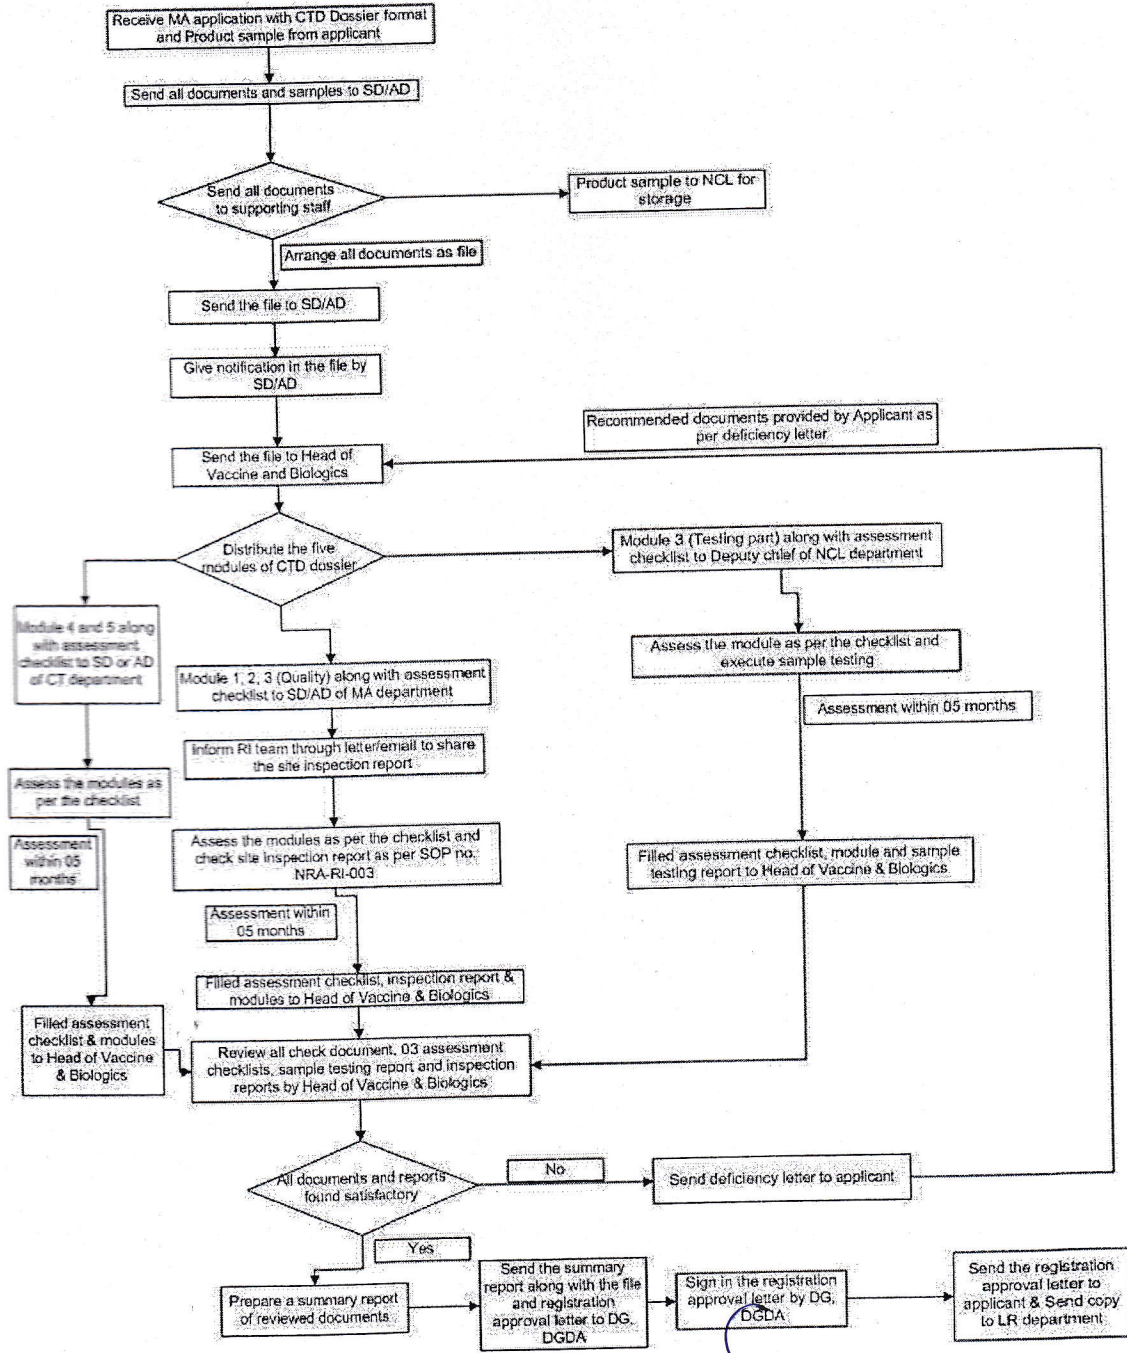 Receive MA application with CTD Dossier format
and Product sample from applicant
Send all documents and samples to SD/AD
Send all documents
to supporting staff
Product sample to NCL for
storage
Arrange all documents as file
Send the file to SD/AD
Give notification in the file by
SD/AD
Recommended documents provided by Applicant as
per deficiency letter
Send the file to Head of
Vaccine and Biologics
Distribute the five
modules of CTD dossier
Module 3 (Testing part) along with assessment
checklist to Deputy chief of NCL department
Module 4 and 5 along
with assessment
checklist to SD or AD
of CT department
Assess the module as per the checklist and
execute sample testing
Module 1, 2, 3 (Quality) along with assessment
checklist to SD/AD of MA department
Assessment within 05 months
Inform RI team through letter/email to share
the site inspection report
Assess the modules as
per the checklist
Assess the modules as per the checklist and
check site inspection report as per SOP no.
NRA-RI-003
Assessment
within 05
months
Filled assessment checklist, module and sample
testing report to Head of Vaccine & Biologics
Assessment within
05 months
Filled assessment checklist, inspection report &
modules to Head of Vaccine & Biologics
Filled assessment
checklist & modules
to Head of Vaccine
& Biologics
Review all check document, 03 assessment
checklists, sample testing report and inspection
reports by Head of Vaccine & Biologics
All documents and reports
found satisfactory
No
Send deficiency letter to applicant
Yes
Prepare a summary report
of reviewed documents
Send the summary
report along with the file
and registration
approval letter to DG,
DGDA
Sign in the registration
approval letter by DG,
DGDA
Send the registration
approval letter to
applicant & Send copy
to LR department